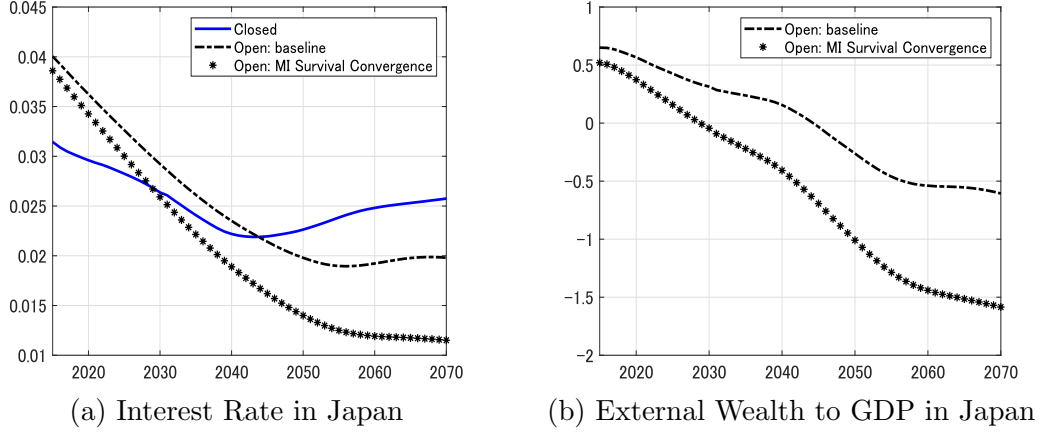 0.045
0.04
0.035
0.03
0.025
0.02
0.015
0.01
2020 2030 2040 2050 2060 2070
Closed
Open: baseline
Open: MI Survival Convergence
(a) Interest Rate in Japan
1
0.5
0
−0.5
−1
−1.5
−2
2020 2030 2040 2050 2060 2070
Open: baseline
Open: MI Survival Convergence
(b) External Wealth to GDP in Japan